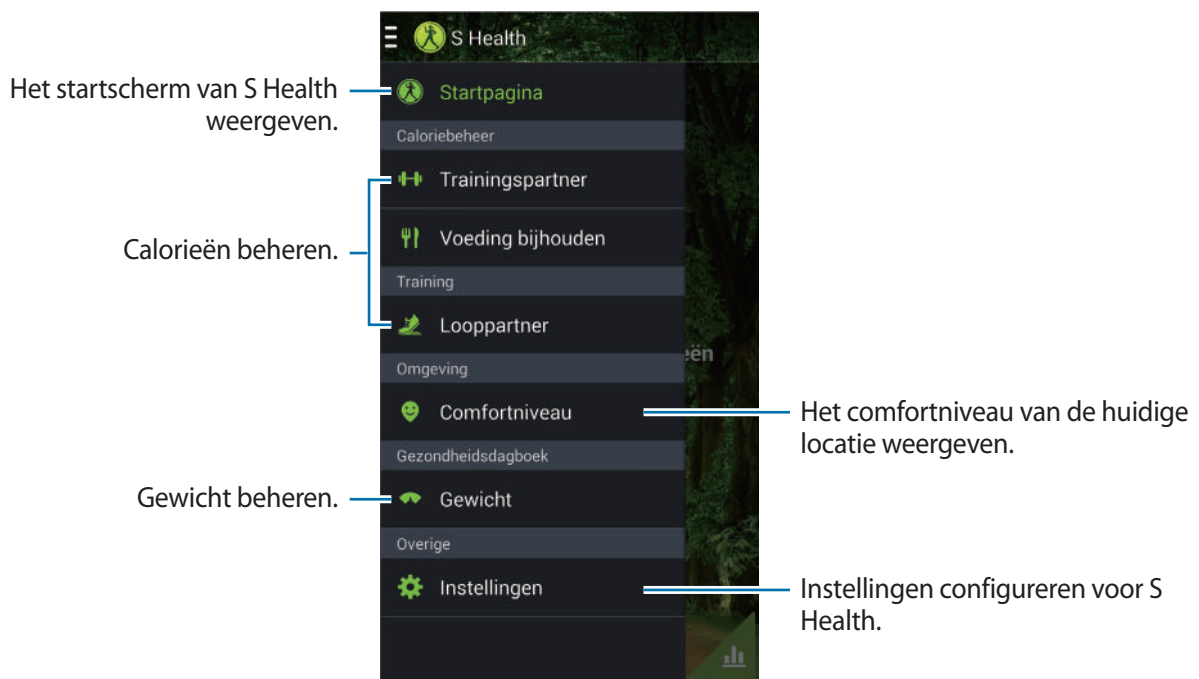 S Health
Het startscherm van S Health
weergeven.
Startpagina
Caloriebeheer
Trainingspartner
Calorieën beheren.
Voeding bijhouden
Training
Looppartner
eën
Omgeving
Comfortniveau
Het comfortniveau van de huidige
locatie weergeven.
Gezondheidsdagboek
Gewicht beheren.
Gewicht
Overige
Instellingen
Instellingen configureren voor S
Health.